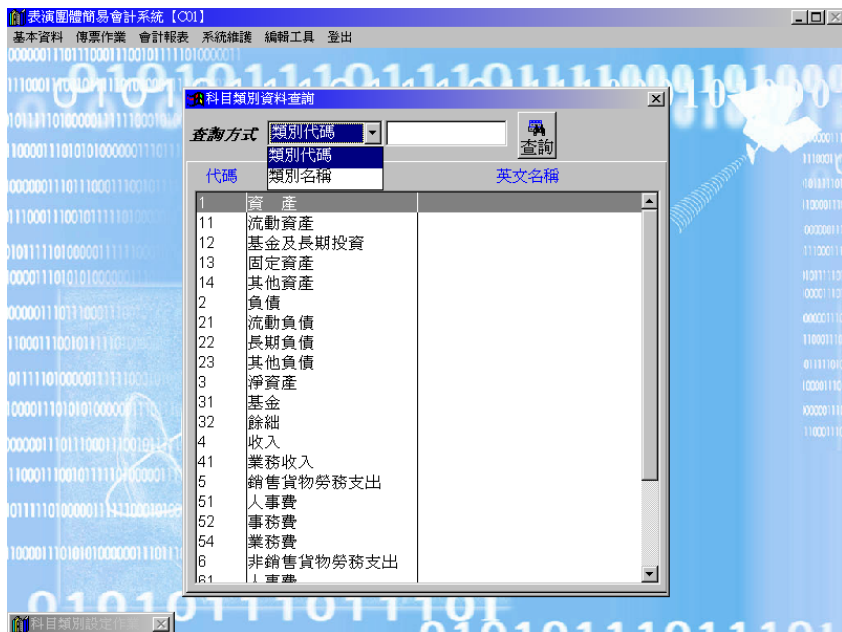 表演團體簡易會計系統【C01】
基本資料 傳票作業 會計報表 系統維護 編輯工具 登出
科目類別資料查詢
查詢方式 類別代碼 查詢
類別代碼
類別名稱
代碼 英文名稱
1 資 產
11 流動資產
12 基金及長期投資
13 固定資產
14 其他資產
2 負債
21 流動負債
22 長期負債
23 其他負債
3 淨資產
31 基金
32 餘絀
4 收入
41 業務收入
5 銷售貨物勞務支出
51 人事費
52 事務費
54 業務費
6 非銷售貨物勞務支出
61 人事費
科目類別設定作